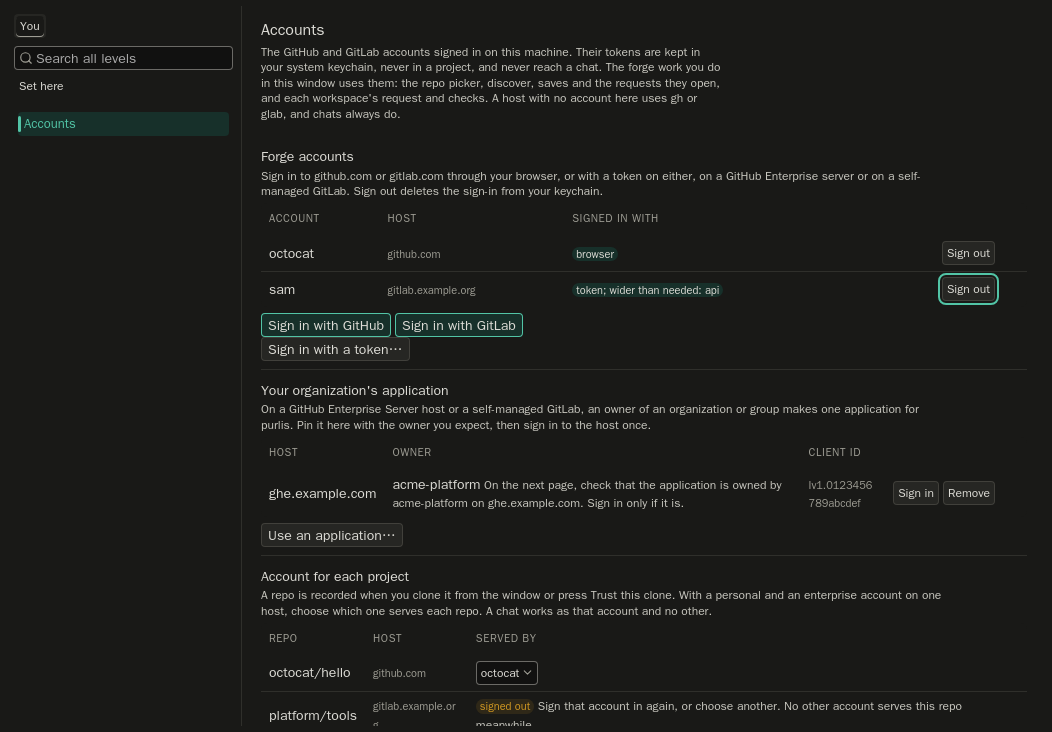 You
Search all levels
Set here
Accounts
Accounts
The GitHub and GitLab accounts signed in on this machine. Their tokens are kept in
your system keychain, never in a project, and never reach a chat. The forge work you do
in this window uses them: the repo picker, discover, saves and the requests they open,
and each workspace's request and checks. A host with no account here uses gh or
glab, and chats always do.
Forge accounts
Sign in to github.com or gitlab.com through your browser, or with a token on either, on a GitHub Enterprise server or on a self-
managed GitLab. Sign out deletes the sign-in from your keychain.
ACCOUNT HOST SIGNED IN WITH
octocat github.com browser Sign out
sam gitlab.example.org token; wider than needed: api Sign out
Sign in with GitHub Sign in with GitLab
Sign in with a token···
Your organization's application
On a GitHub Enterprise Server host or a self-managed GitLab, an owner of an organization or group makes one application for
purlis. Pin it here with the owner you expect, then sign in to the host once.
HOST OWNER CLIENT ID
ghe.example.com acme-platform On the next page, check that the application is owned by
acme-platform on ghe.example.com. Sign in only if it is.
Iv1.0123456
789abcdef
Sign in Remove
Use an application···
Account for each project
A repo is recorded when you clone it from the window or press Trust this clone. With a personal and an enterprise account on one
host, choose which one serves each repo. A chat works as that account and no other.
REPO HOST SERVED BY
octocat/hello github.com octocat
platform/tools gitlab.example.or
g
signed out Sign that account in again, or choose another. No other account serves this repo
meanwhile